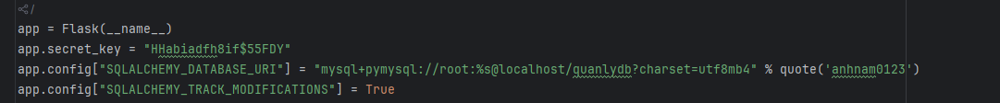 app = Flask(__name__)
app.secret_key = "HHabiadfh8if$55FDY"
app.config["SQLALCHEMY_DATABASE_URI"] = "mysql+pymysql://root:%s@localhost/quanlydb?charset=utf8mb4" % quote('anhnam0123')
app.config["SQLALCHEMY_TRACK_MODIFICATIONS"] = True